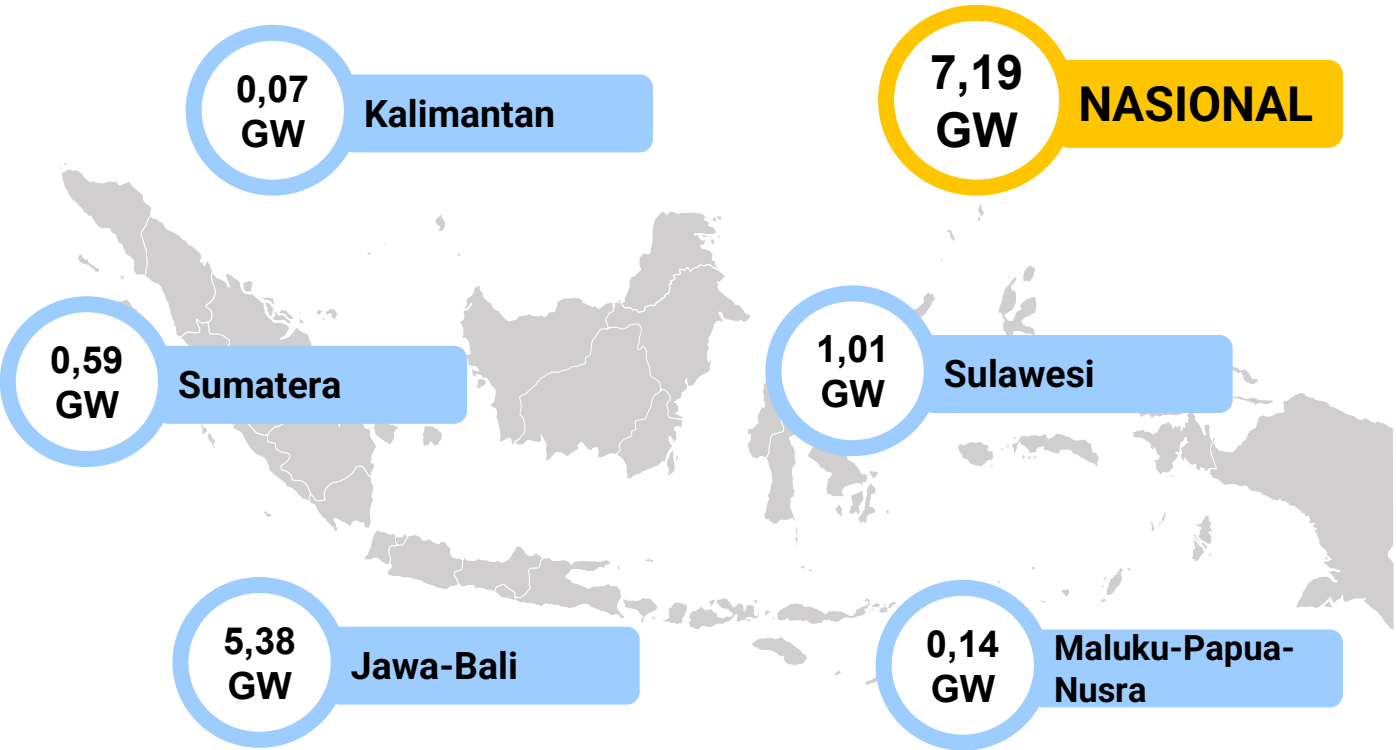 0,07
GW
Kalimantan
7,19
GW
NASIONAL
0,59
GW
Sumatera
1,01
GW
Sulawesi
5,38
GW
Jawa-Bali
0,14
GW
Maluku-Papua-
Nusra